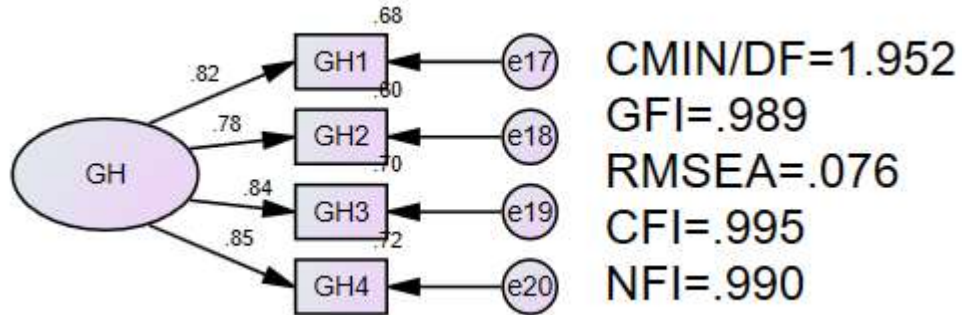 .68
.82
GH1
e17
.60
.78
GH2
e18
.70
GH
.84
GH3
e19
.72
.85
GH4
e20
CMIN/DF=1.952
GFI=.989
RMSEA=.076
CFI=.995
NFI=.990